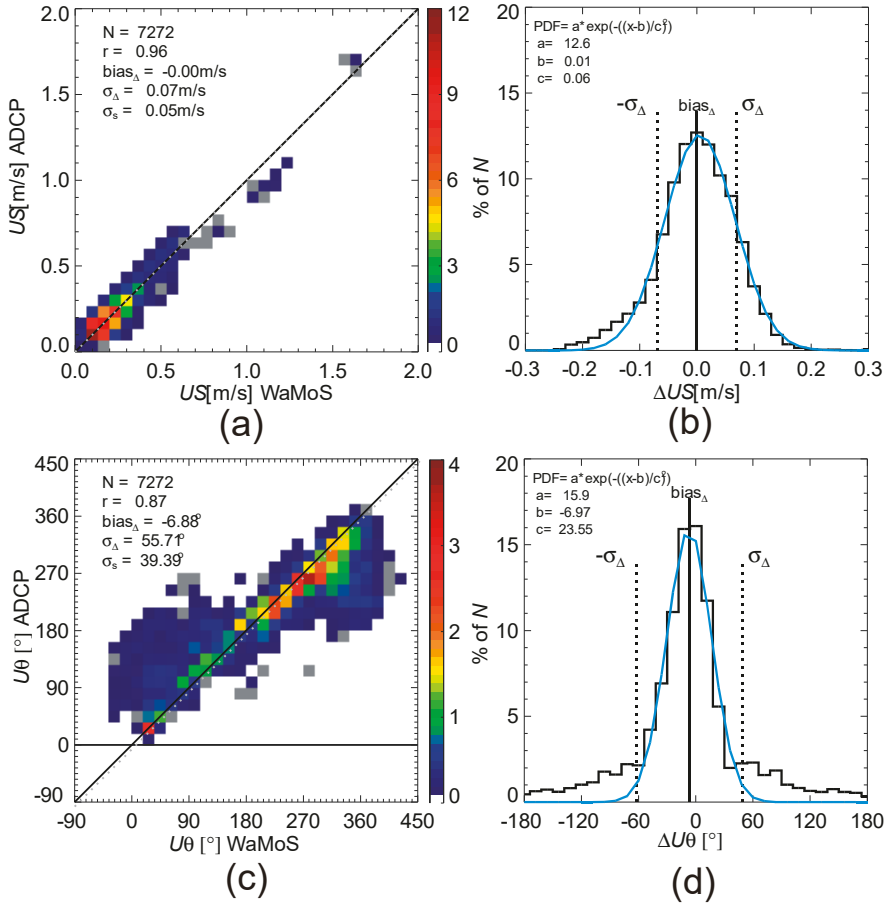 N = 7272
r = 0.96
bias_Δ = -0.00m/s
σ_Δ = 0.07m/s
σ_s = 0.05m/s
2.0
1.5
1.0
0.5
0.0
US[m/s] ADCP
0.0 0.5 1.0 1.5 2.0
US[m/s] WaMoS
12
9
6
3
0
(a)
PDF= a*exp(-((x-b)/c)²)
a= 12.6
b= 0.01
c= 0.06
-σ_Δ bias_Δ σ_Δ
20
15
10
5
0
% of N
-0.3 -0.2 -0.1 0.0 0.1 0.2 0.3
ΔUS[m/s]
(b)
N = 7272
r = 0.87
bias_Δ = -6.88°
σ_Δ = 55.71°
σ_s = 39.39°
450
360
270
180
90
0
-90
Uθ [°] ADCP
-90 0 90 180 270 360 450
Uθ [°] WaMoS
4
3
2
1
0
(c)
PDF= a*exp(-((x-b)/c)²)
a= 15.9
b= -6.97
c= 23.55
bias_Δ
-σ_Δ σ_Δ
20
15
10
5
0
% of N
-180 -120 -60 0 60 120 180
ΔUθ [°]
(d)